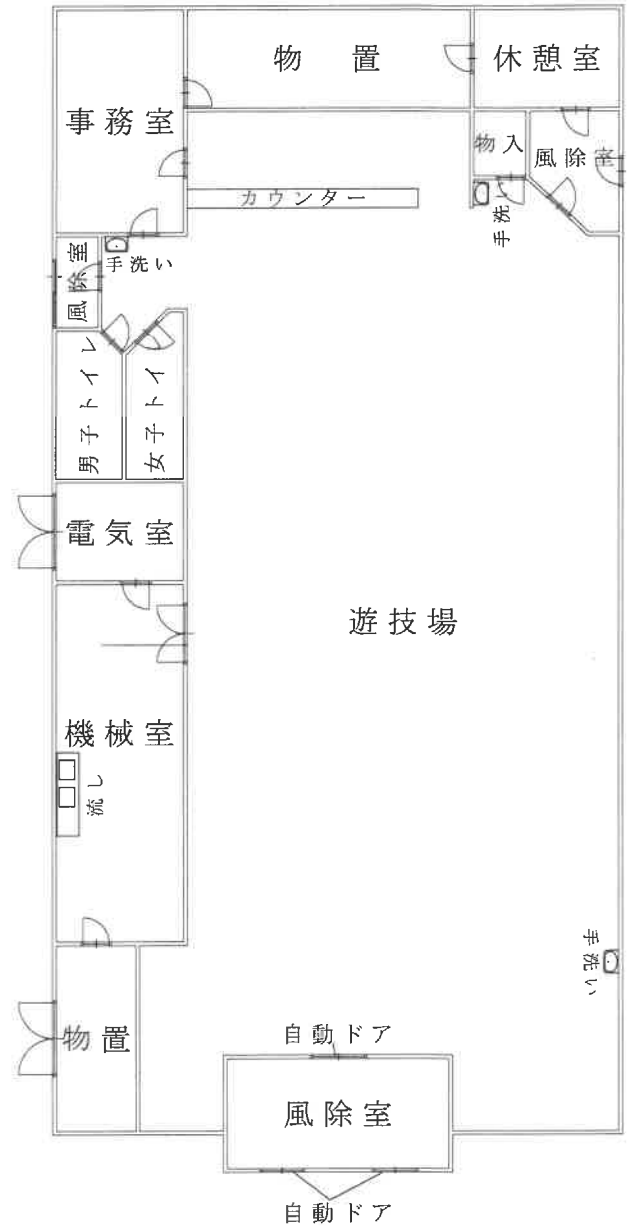 物 置
休憩室
事務室
物入
風除室
カウンター
手洗い
手洗い
風除室
男子トイレ
女子トイ
電気室
遊技場
機械室
流し
手洗い
物置
自動ドア
風除室
自動ドア